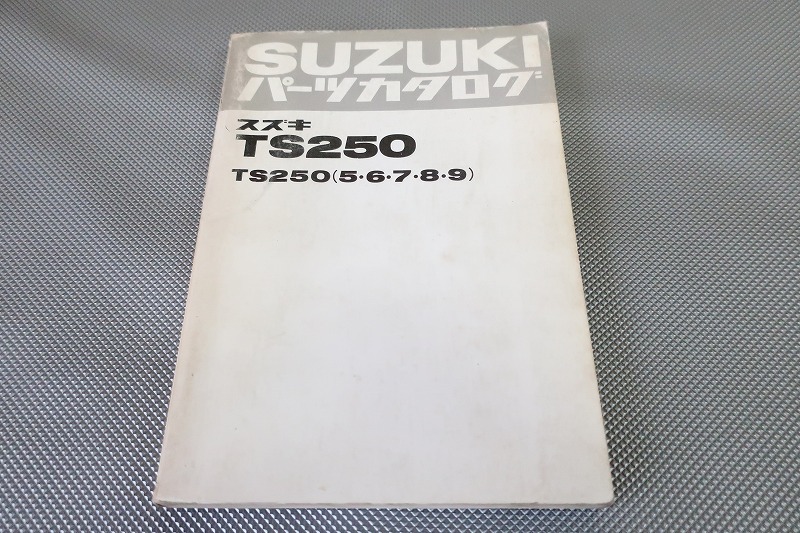 SUZUKI
パーツカタログ
スズキ
TS250
TS250(5・6・7・8・9)